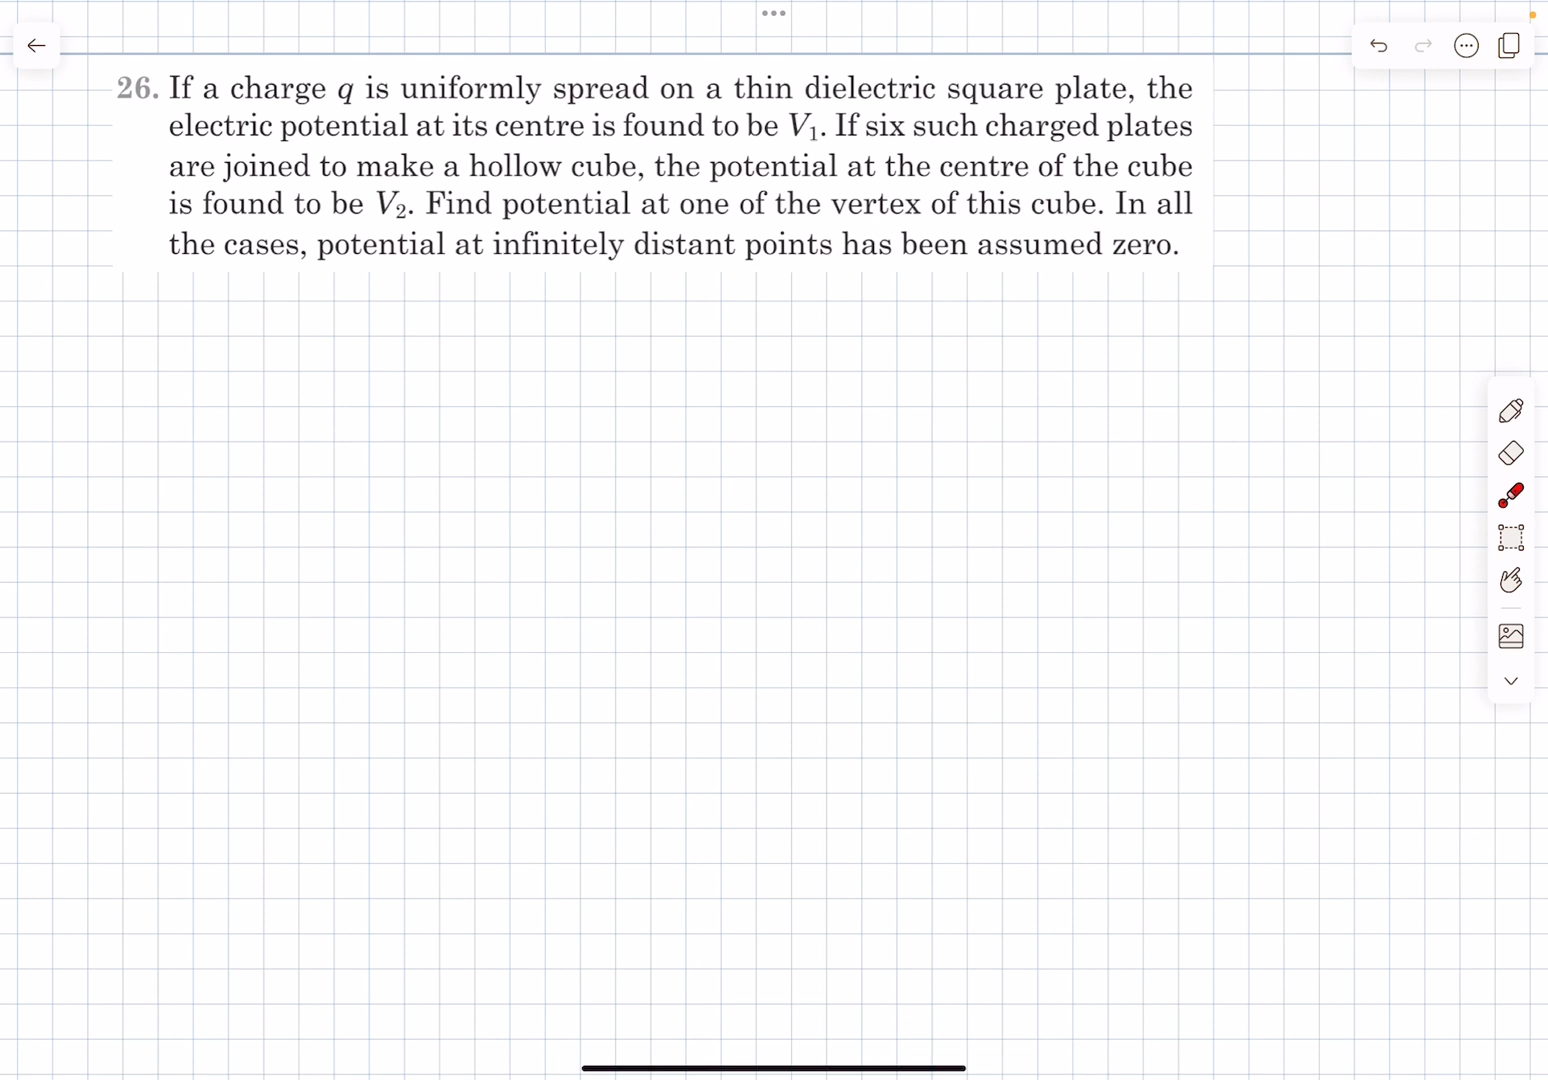 26. If a charge q is uniformly spread on a thin dielectric square plate, the
electric potential at its centre is found to be V₁. If six such charged plates
are joined to make a hollow cube, the potential at the centre of the cube
is found to be V₂. Find potential at one of the vertex of this cube. In all
the cases, potential at infinitely distant points has been assumed zero.